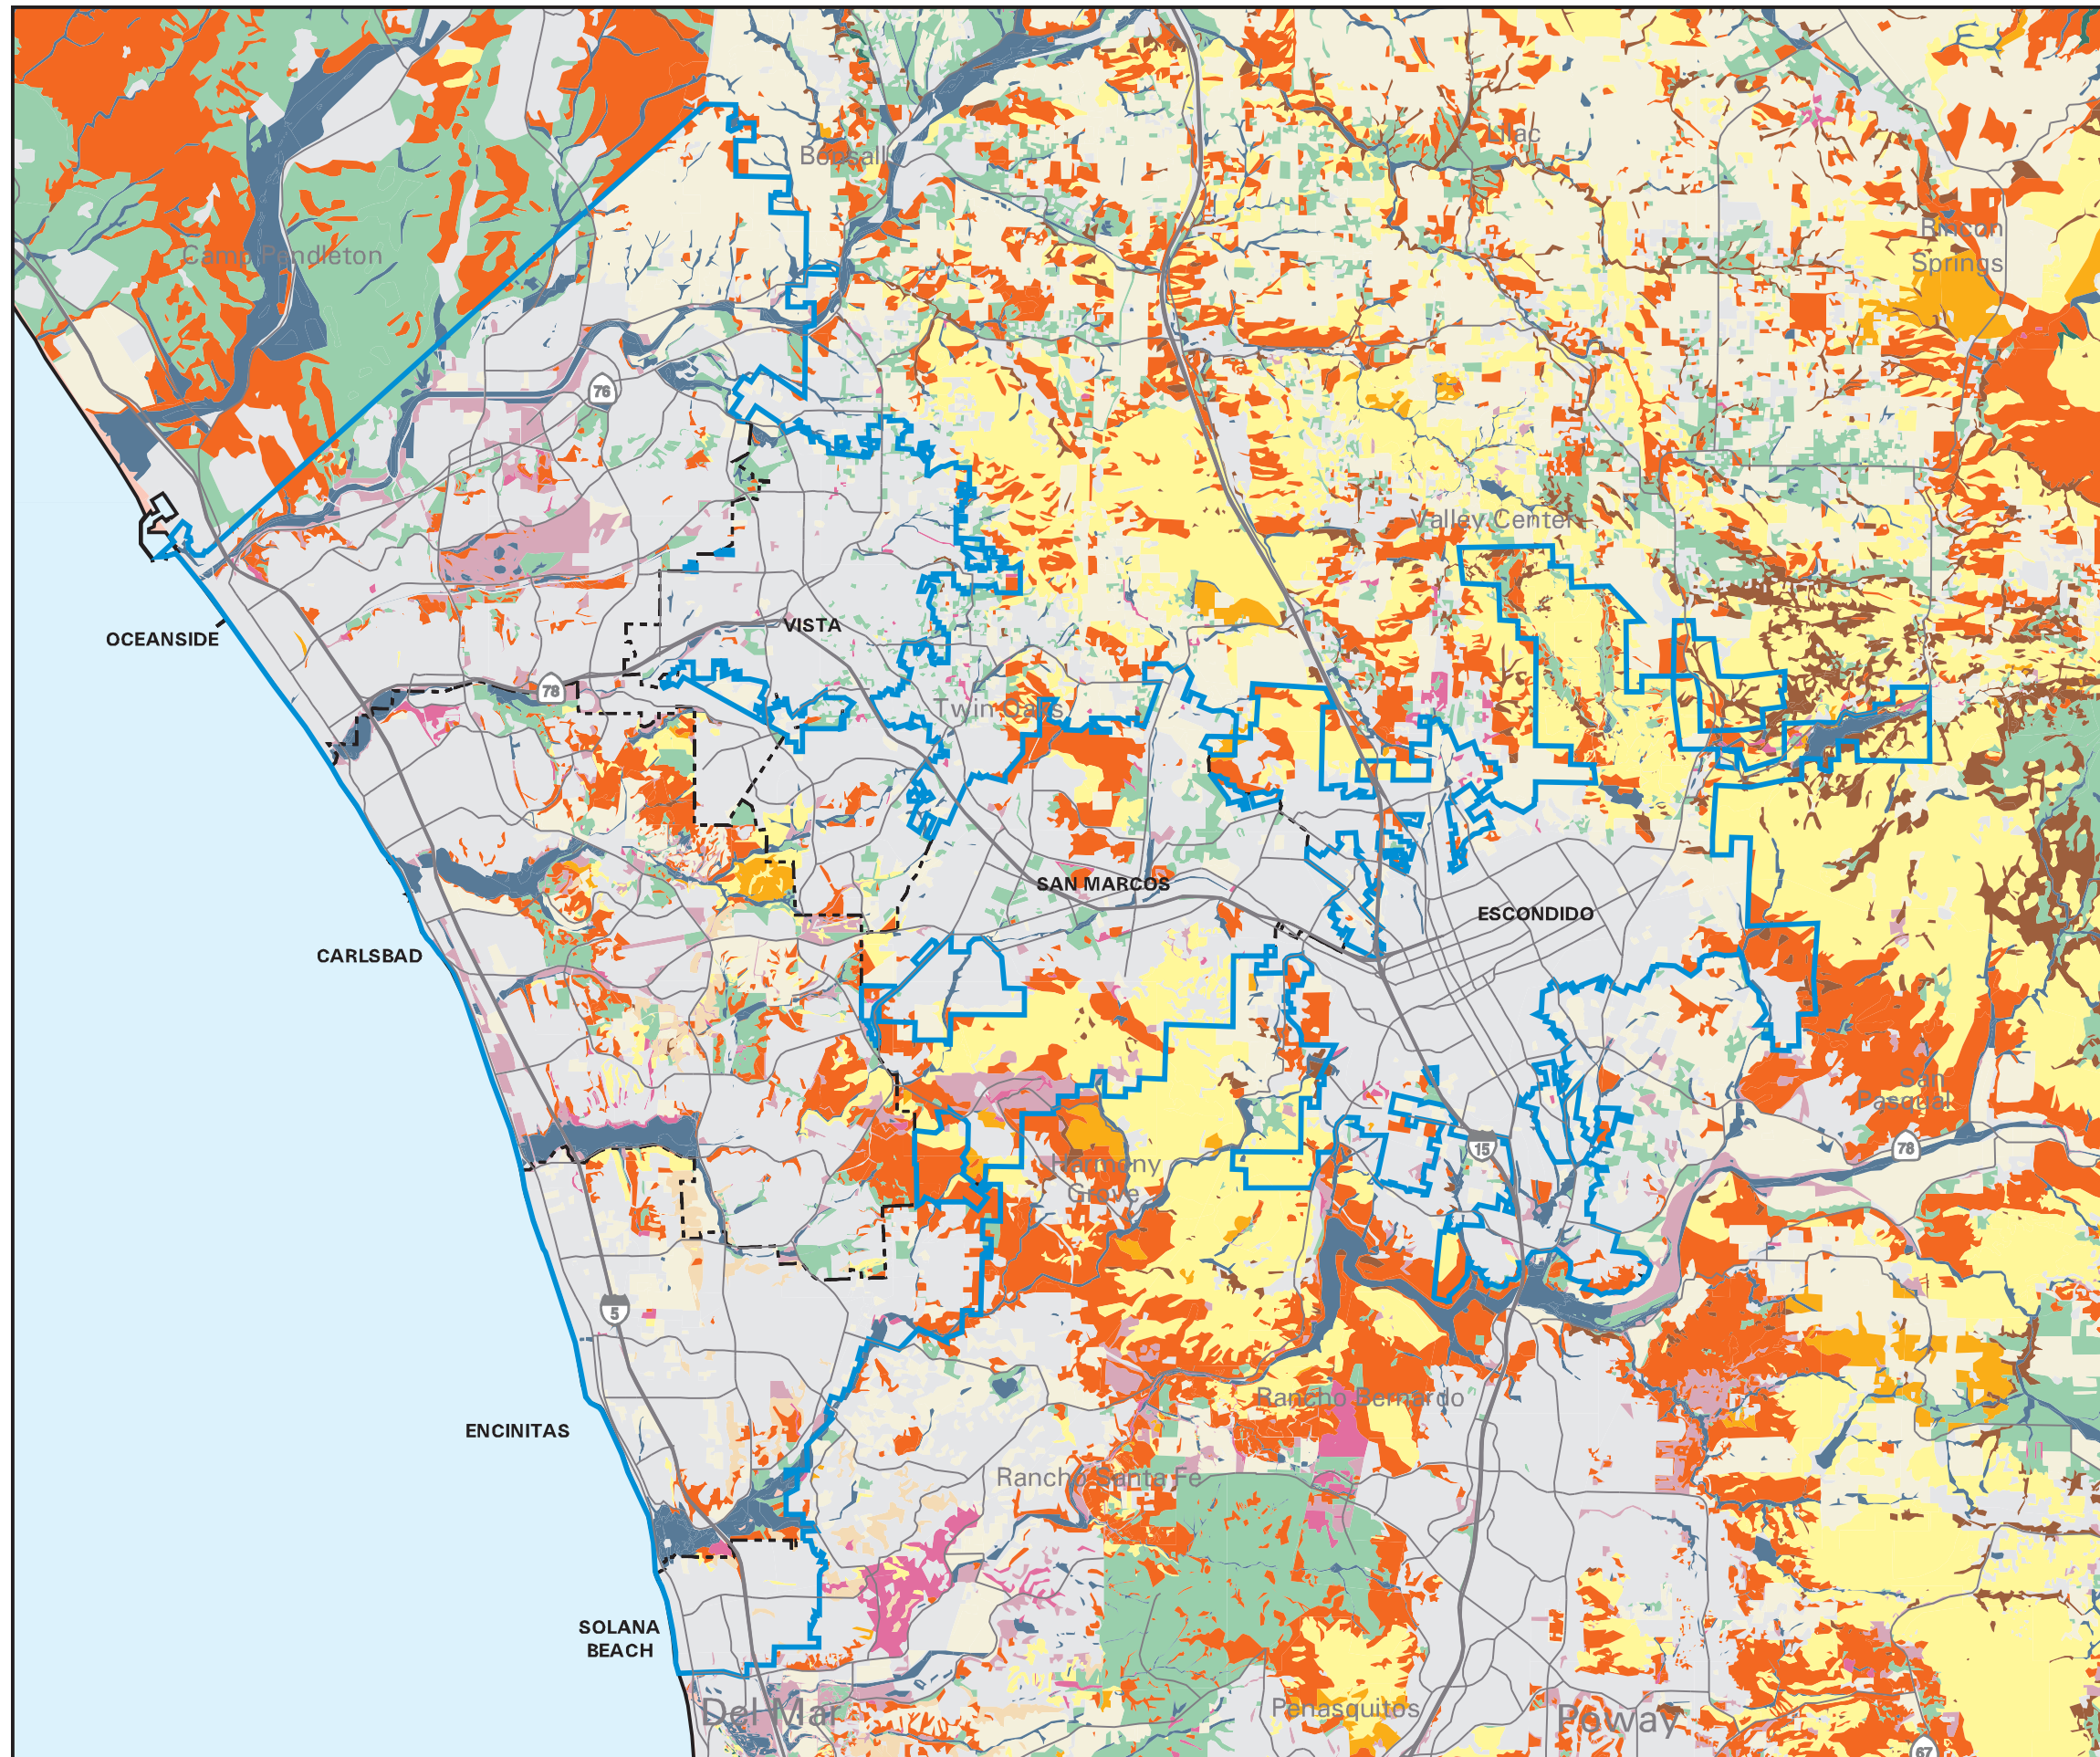 Lilac
Bonsall
Rincon
Springs
Camp Pendleton
76
Valley Center
VISTA
OCEANSIDE
78
Twin Oaks
SAN MARCOS
ESCONDIDO
CARLSBAD
San
Pasqual
15
78
Harmony
Grove
5
Rancho Bernardo
ENCINITAS
Rancho Santa Fe
SOLANA
BEACH
Del Mar
Penasquitos
Poway
67